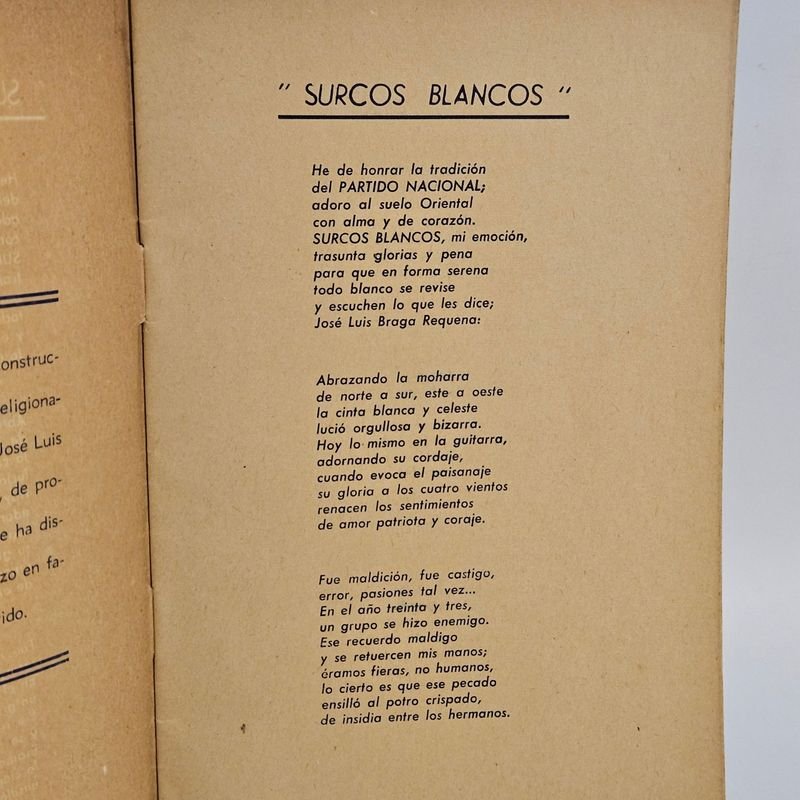 onstruc-
eligiona-
José Luis
de pro-
e ha dis-
zo en fa-
ido.
" SURCOS BLANCOS "
He de honrar la tradición
del PARTIDO NACIONAL;
adoro al suelo Oriental
con alma y de corazón.
SURCOS BLANCOS, mi emoción,
trasunta glorias y pena
para que en forma serena
todo blanco se revise
y escuchen lo que les dice;
José Luis Braga Requena:
Abrazando la moharra
de norte a sur, este a oeste
la cinta blanca y celeste
lució orgullosa y bizarra.
Hoy lo mismo en la guitarra,
adornando su cordaje,
cuando evoca el paisanaje
su gloria a los cuatro vientos
renacen los sentimientos
de amor patriota y coraje.
Fue maldición, fue castigo,
error, pasiones tal vez...
En el año treinta y tres,
un grupo se hizo enemigo.
Ese recuerdo maldigo
y se retuercen mis manos;
éramos fieras, no humanos,
lo cierto es que ese pecado
ensilló al potro crispado,
de insidia entre los hermanos.